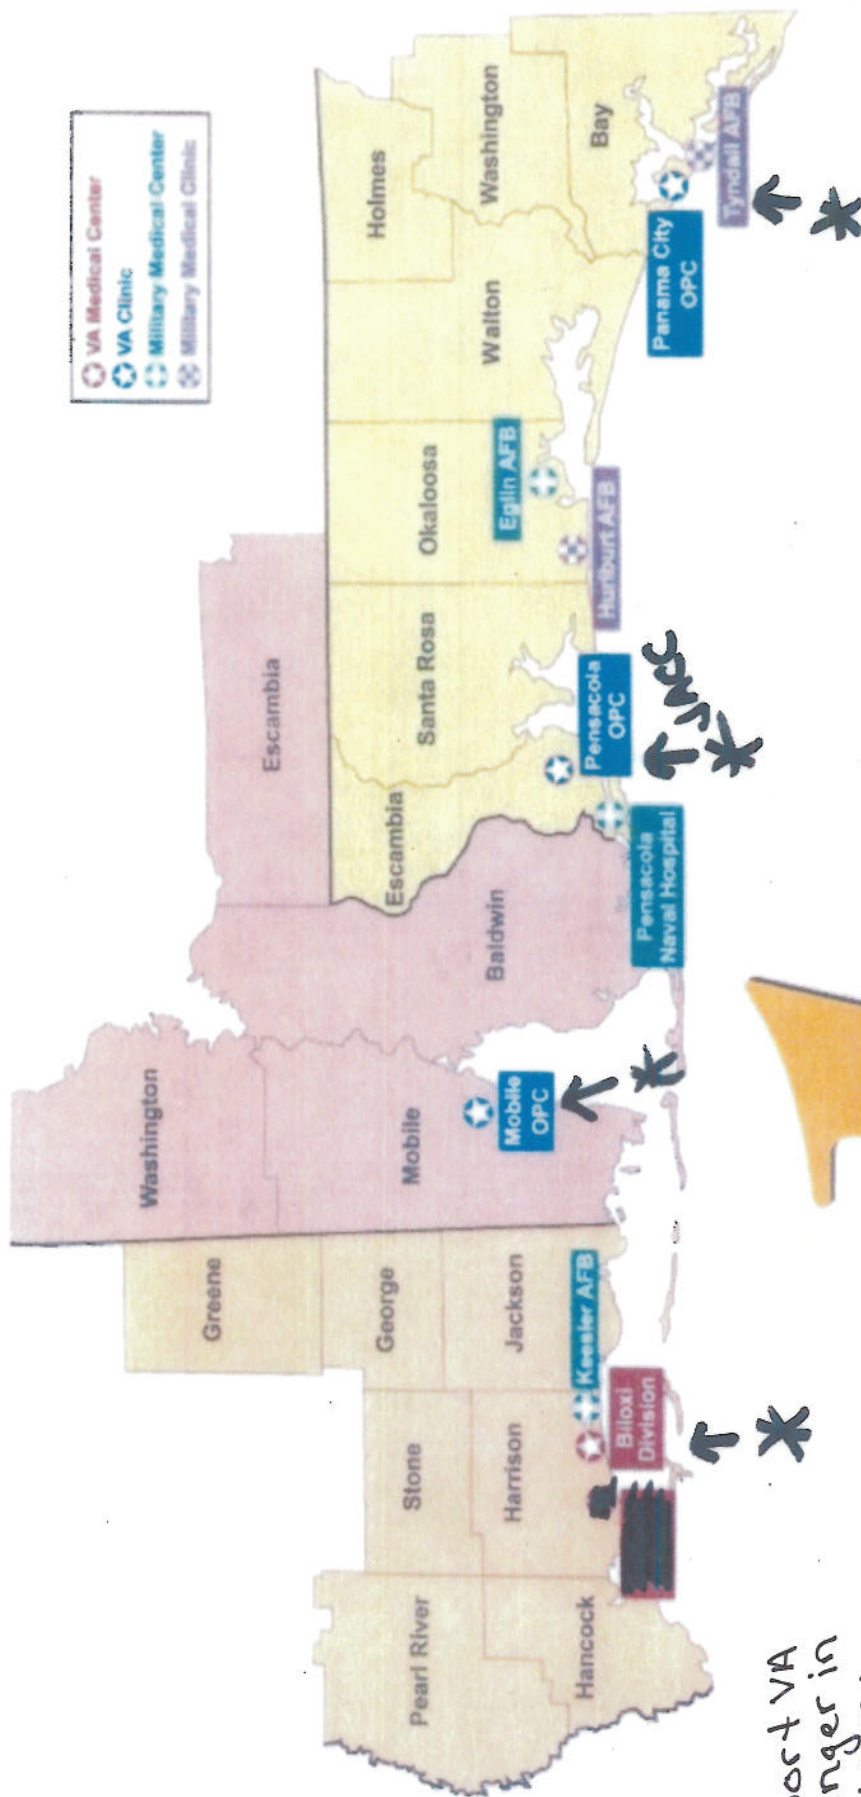 VA Medical Center
VA Clinic
Military Medical Center
Military Medical Clinic
Washington
Greene
Mobile
George
Pearl River
Stone
Jackson
Harrison
Hancock
Escambia
Baldwin
Escambia
Santa Rosa
Okaloosa
Walton
Holmes
Washington
Bay
Keesler AFB
Biloxi
Division
Mobile
OPC
Pensacola
Naval Hospital
Pensacola
OPC
JACC
Hurlburt AFB
Eglin AFB
Panama City
OPC
Tyndall AFB
port VA
nger in